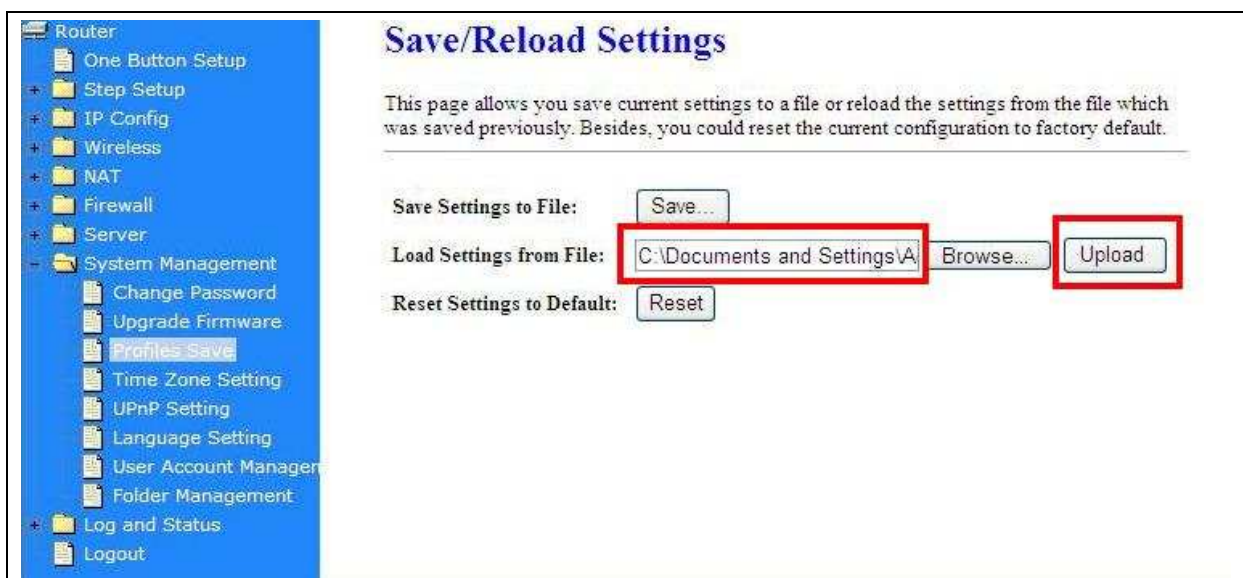 Router
One Button Setup
Step Setup
IP Config
Wireless
NAT
Firewall
Server
System Management
Change Password
Upgrade Firmware
Profiles Save
Time Zone Setting
UPnP Setting
Language Setting
User Account Managen
Folder Management
Log and Status
Logout
Save/Reload Settings
This page allows you save current settings to a file or reload the settings from the file which
was saved previously. Besides, you could reset the current configuration to factory default.
Save Settings to File: Save...
Load Settings from File: C:\Documents and Settings\A Browse... Upload
Reset Settings to Default: Reset